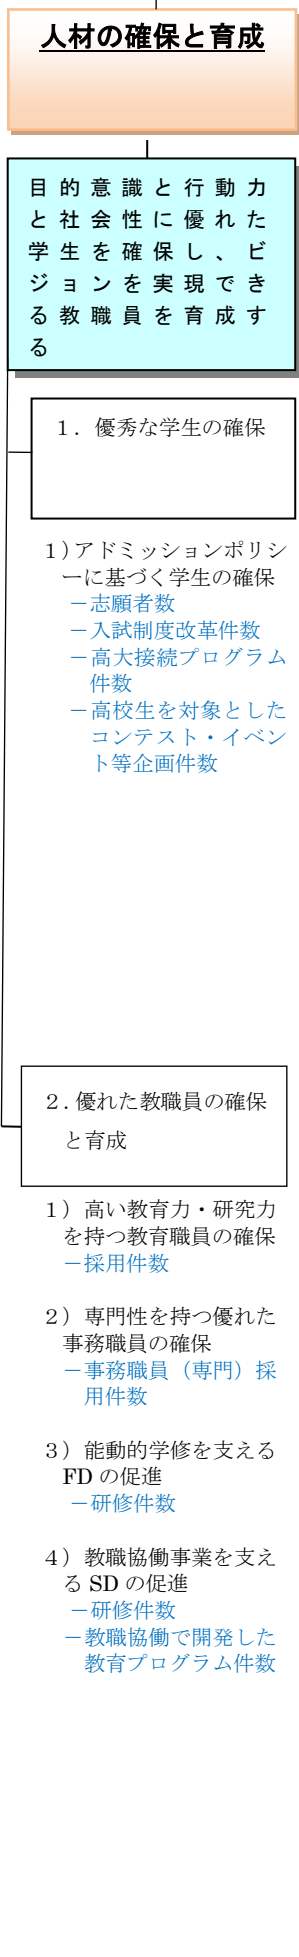 人材の確保と育成
目的意識と行動力
と社会性に優れた
学生を確保し、ビ
ジョンを実現でき
る教職員を育成す
る
１．優秀な学生の確保
１）アドミッションポリシ
ーに基づく学生の確保
－志願者数
－入試制度改革件数
－高大接続プログラム
件数
－高校生を対象とした
コンテスト・イベン
ト等企画件数
２．優れた教職員の確保
と育成
１）高い教育力・研究力
を持つ教育職員の確保
－採用件数
２）専門性を持つ優れた
事務職員の確保
－事務職員（専門）採
用件数
３）能動的学修を支える
FD の促進
－研修件数
４）教職協働事業を支え
る SD の促進
－研修件数
－教職協働で開発した
教育プログラム件数